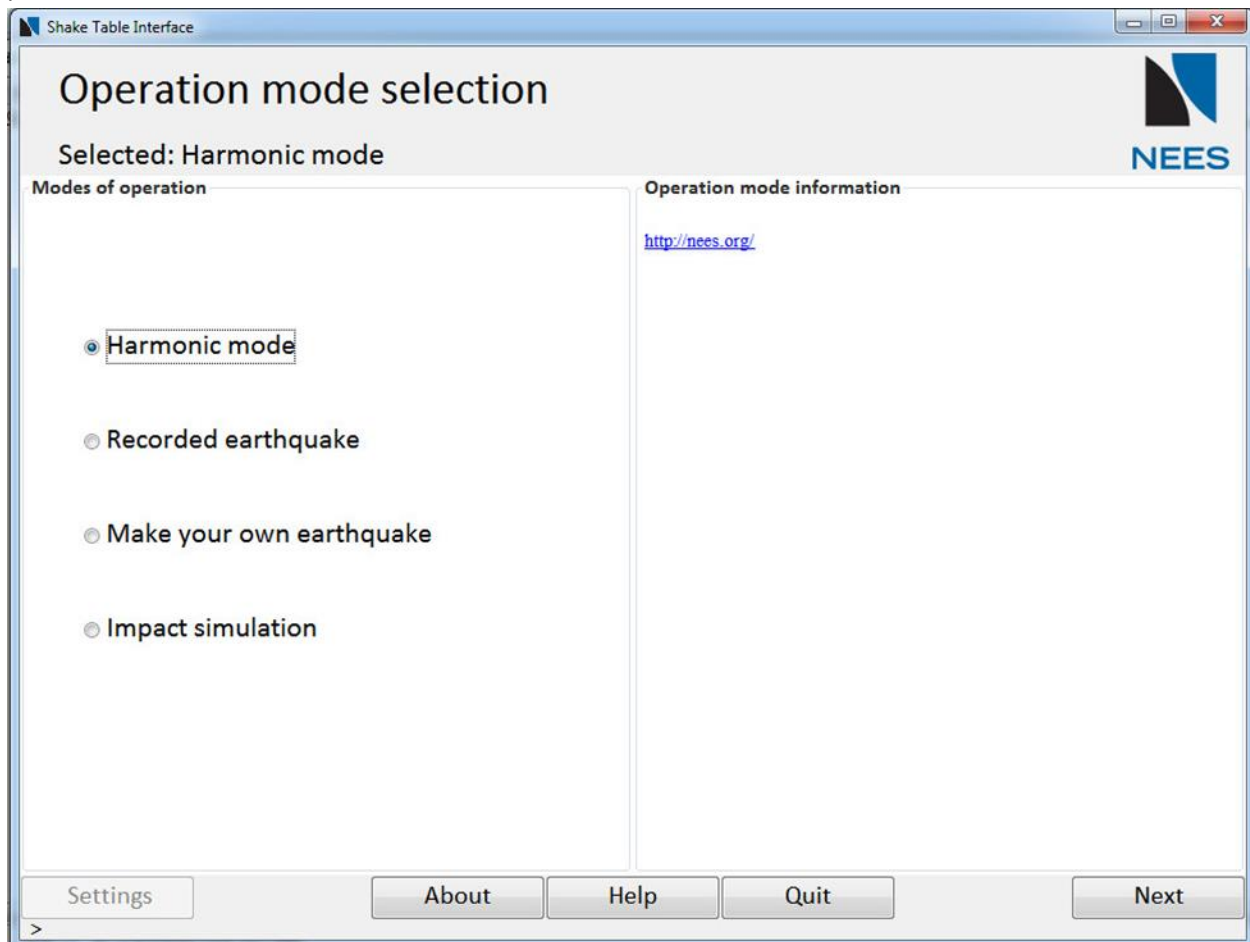 Shake Table Interface
Operation mode selection
Selected: Harmonic mode
NEES
Modes of operation
Operation mode information
http://nees.org/
Harmonic mode
Recorded earthquake
Make your own earthquake
Impact simulation
Settings
About
Help
Quit
Next
>